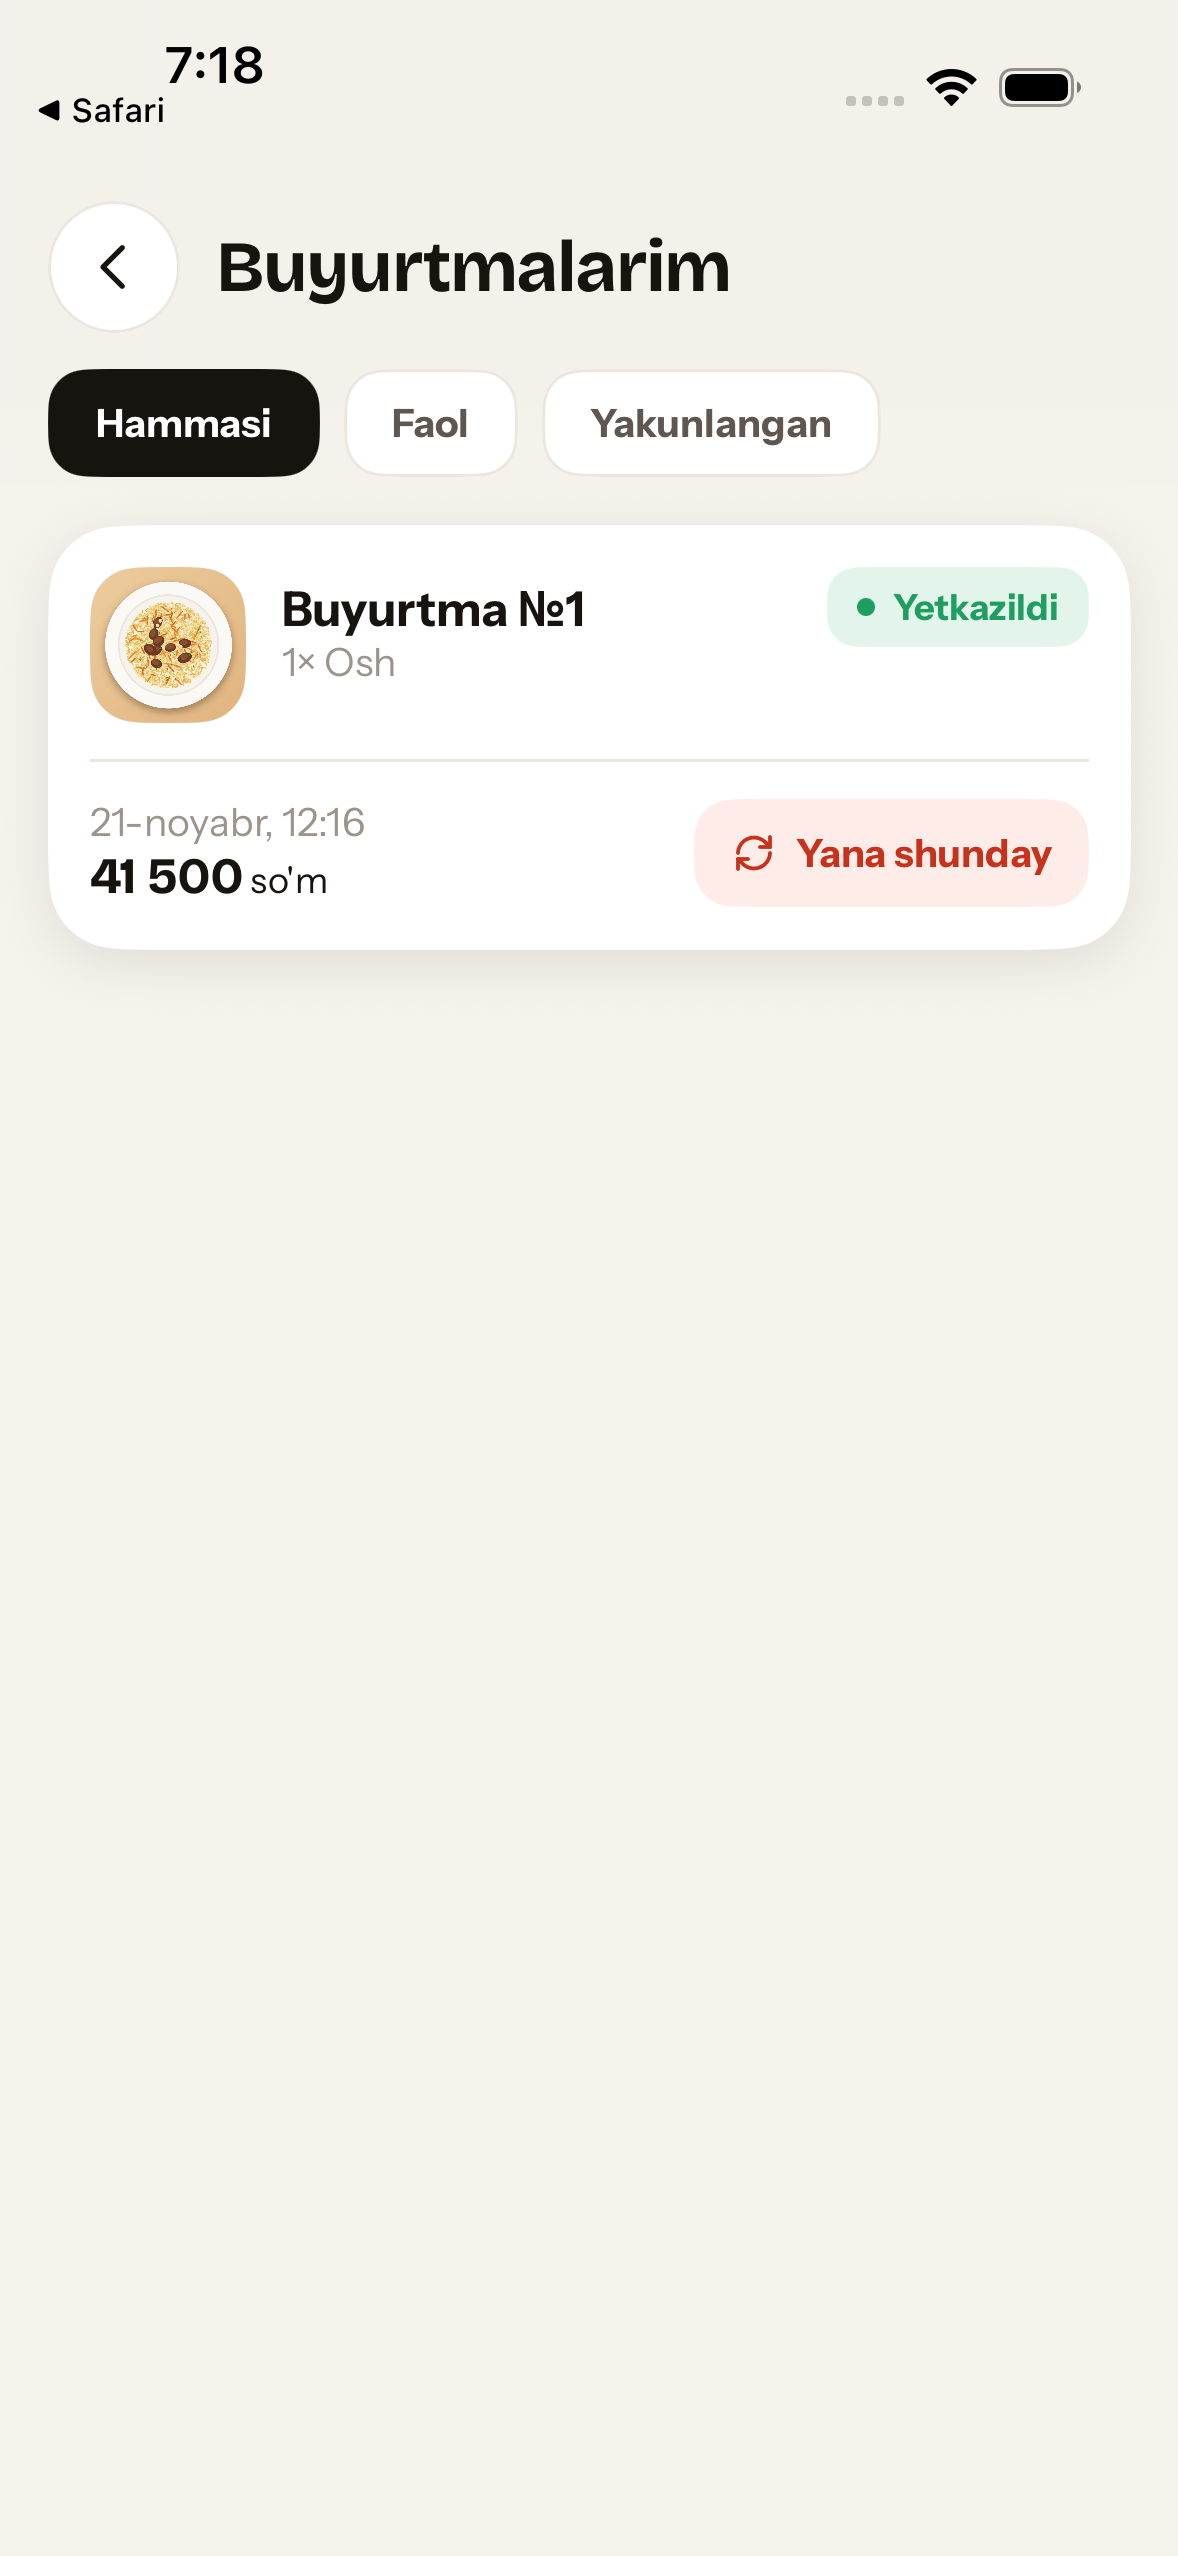 7:18
Safari
Buyurtmalarim
Hammasi
Faol
Yakunlangan
Buyurtma №1
Yetkazildi
1× Osh
21-noyabr, 12:16
41 500 so'm
Yana shunday